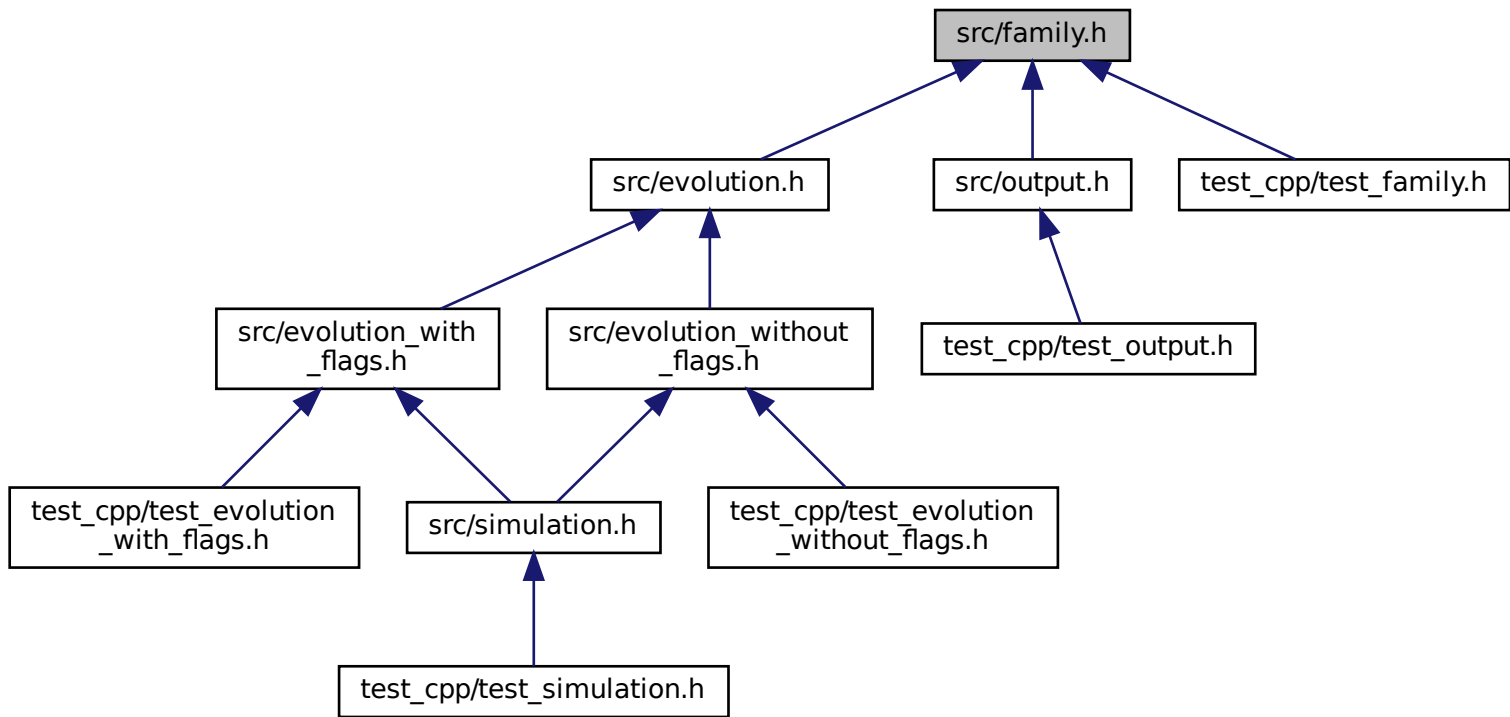 src/family.h
src/evolution.h
src/output.h
test_cpp/test_family.h
src/evolution_with
_flags.h
src/evolution_without
_flags.h
test_cpp/test_output.h
test_cpp/test_evolution
_with_flags.h
src/simulation.h
test_cpp/test_evolution
_without_flags.h
test_cpp/test_simulation.h